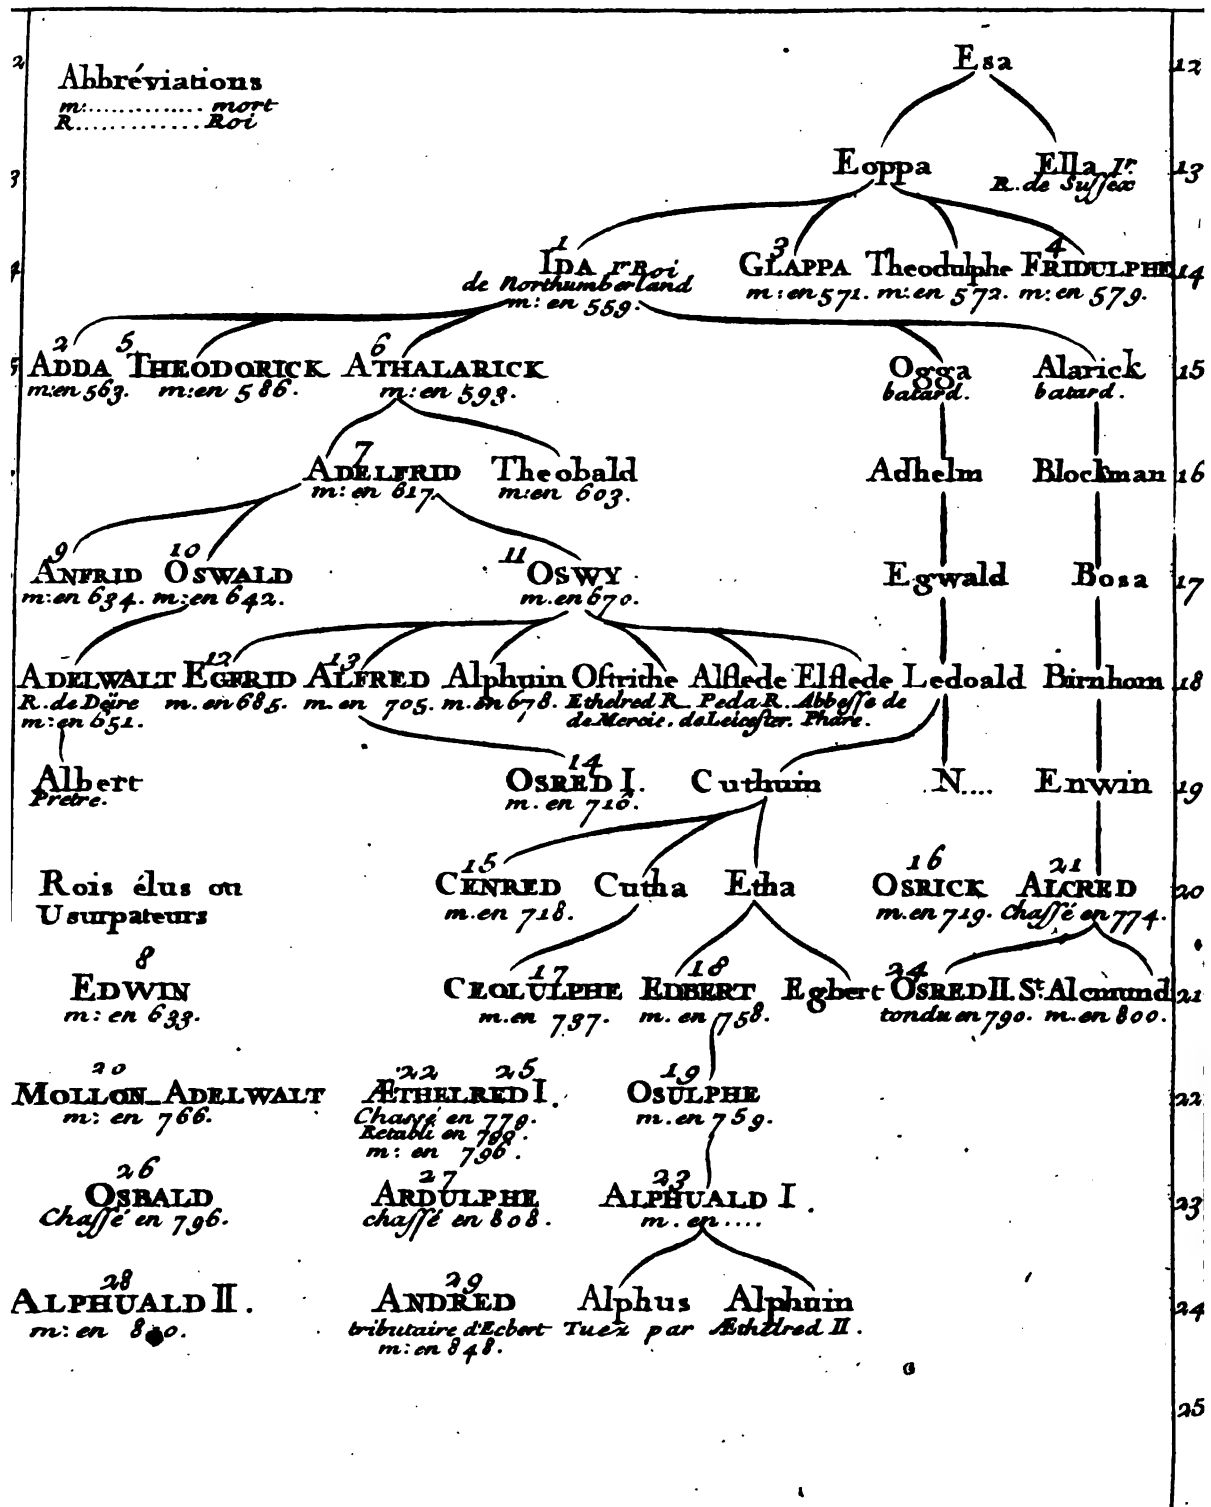 2
Abbréviations
m:.............. mort
R............. Roi
Esa
12
3
Eoppa
Ella Ir.
R. de Suſſex
13
4
1
3
4
IDA Ir Roi
GLAPPA
Theodulphe
FRIDULPHE
14
de Northumberland
m: en 559.
m: en 571.
m: en 572.
m: en 579.
5
2
5
6
ADDA
THEODORICK
ATHALARICK
Ogga
Alarick
15
m: en 563.
m: en 586.
m: en 593.
batard.
batard.
7
ADELFRID
Theobald
Adhelm
Blockman
16
m: en 617.
m: en 603.
9
10
11
ANFRID
OSWALD
OSWY
Egwald
Bosa
17
m: en 634.
m: en 642.
m. en 670.
12
13
ADELWALT
EGFRID
ALFRED
Alphuin
Oſtrithe
Alflede
Elflede
Ledoald
Birnhom
18
R. de Dëire
m. en 685.
m. en 705.
m. en 678.
Ethelred R.
Peda R.
Abbeſſe de
m: en 651.
de Mercie.
de Leiceſter.
Phare.
14
Albert
OSRED I.
Cuthuin
N....
Enwin
19
Pretre.
m. en 716.
15
16
21
Rois élus ou
CENRED
Cutha
Etha
OSRICK
ALCRED
20
Usurpateurs
m. en 718.
m. en 719.
Chaſſé en 774.
8
17
18
24
EDWIN
CEOLULPHE
EDBERT
Egbert
OSRED II.
St. Alcmund
21
m: en 633.
m. en 737.
m. en 758.
tondu en 790.
m. en 800.
20
22
25
19
MOLLON_ADELWALT
ÆTHELRED I.
OSULPHE
22
m: en 766.
Chassé en 779.
m. en 759.
Retabli en
m: en 796.
26
27
23
OSBALD
ARDULPHE
ALPHUALD I.
23
Chaſſé en 796.
chaſſé en 808.
m. en ....
28
29
ALPHUALD II.
ANDRED
Alphus
Alphuin
24
m: en
tributaire d'Ecbert
Tuez par Æthelred II.
m: en 848.
25